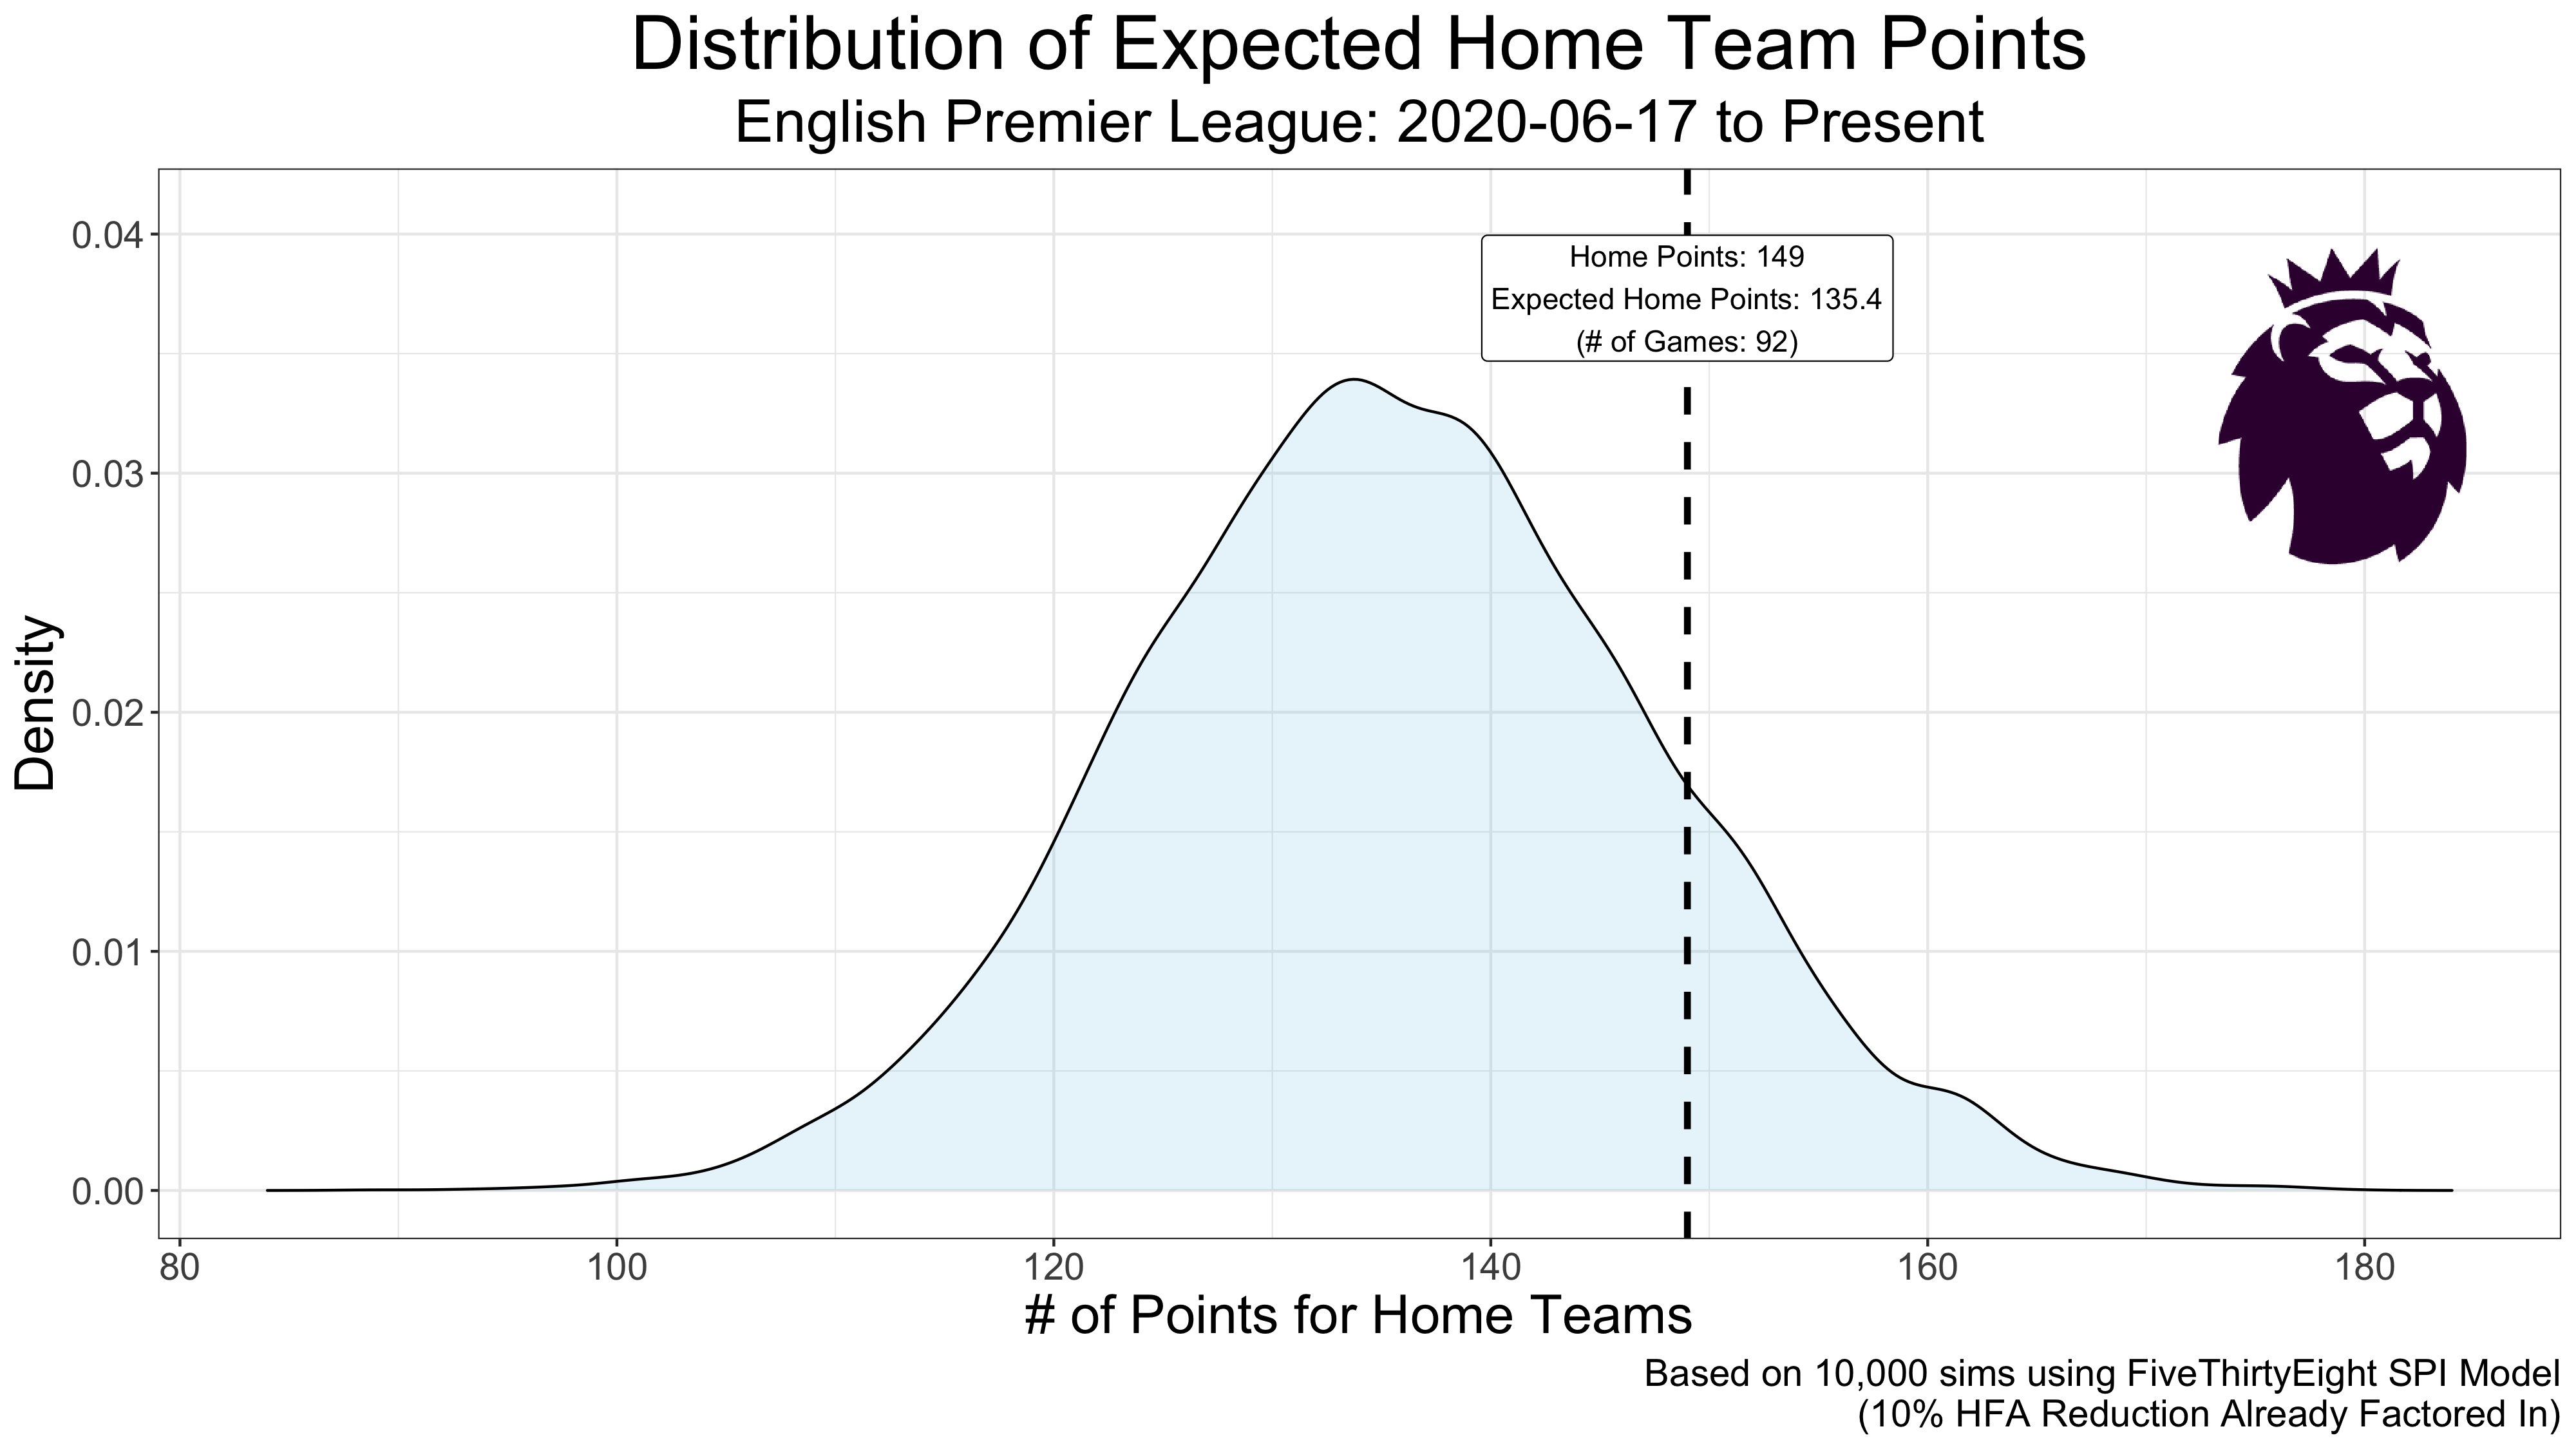 Distribution of Expected Home Team Points
English Premier League: 2020-06-17 to Present
Home Points: 149
Expected Home Points: 135.4
(# of Games: 92)
Density
0.04
0.03
0.02
0.01
0.00
80 100 120 140 160 180
# of Points for Home Teams
Based on 10,000 sims using FiveThirtyEight SPI Model
(10% HFA Reduction Already Factored In)